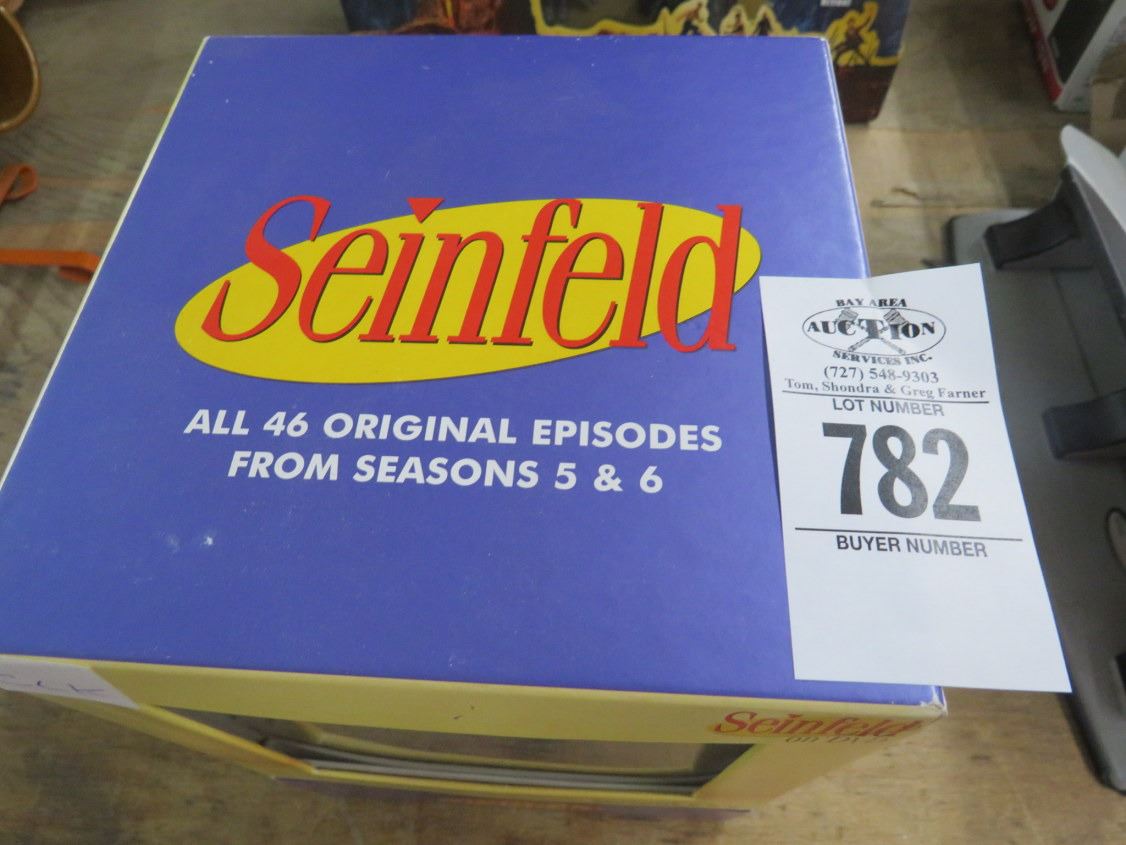 Seinfeld
ALL 46 ORIGINAL EPISODES
FROM SEASONS 5 & 6
BAY AREA
AUCTION
SERVICES INC.
(727) 548-9303
Tom, Shondra & Greg Farner
LOT NUMBER
782
BUYER NUMBER
Seinfeld